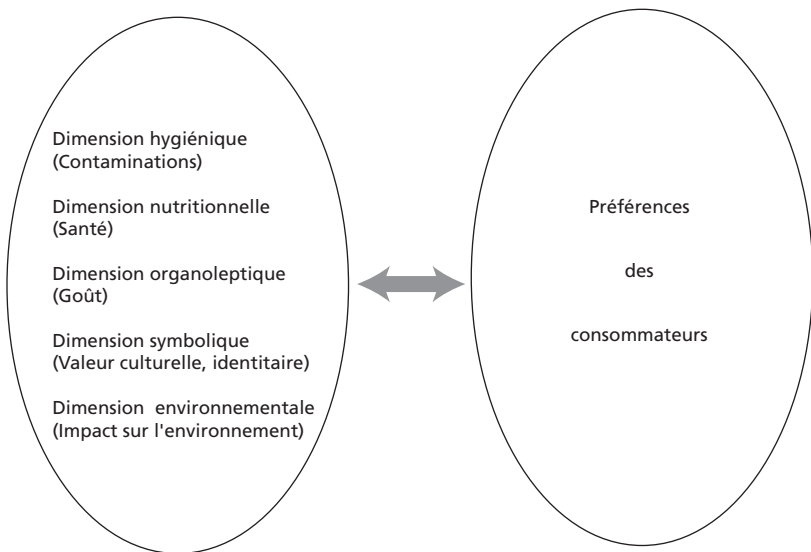 Dimension hygiénique
(Contaminations)
Dimension nutritionnelle
(Santé)
Dimension organoleptique
(Goût)
Dimension symbolique
(Valeur culturelle, identitaire)
Dimension environnementale
(Impact sur l'environnement)
Préférences
des
consommateurs